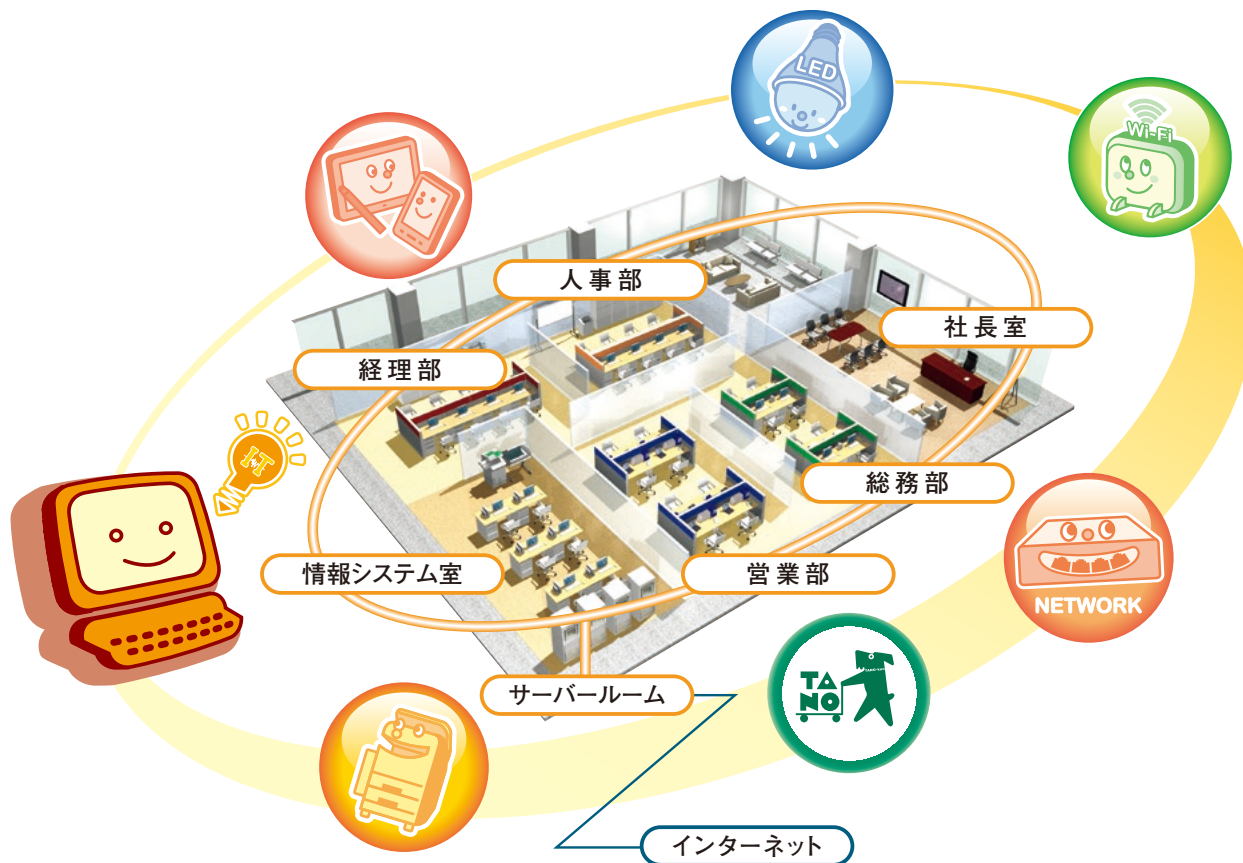 LED
Wi-Fi
人事部
社長室
経理部
総務部
情報システム室
営業部
NETWORK
サーバールーム
TA
NO
インターネット